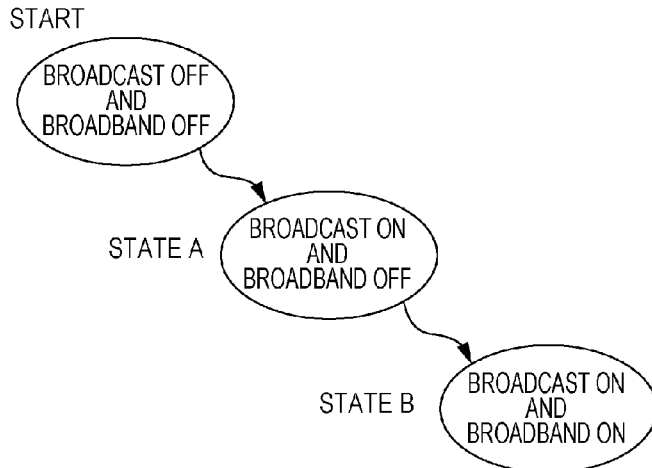 START
BROADCAST OFF
AND
BROADBAND OFF
STATE A
BROADCAST ON
AND
BROADBAND OFF
STATE B
BROADCAST ON
AND
BROADBAND ON